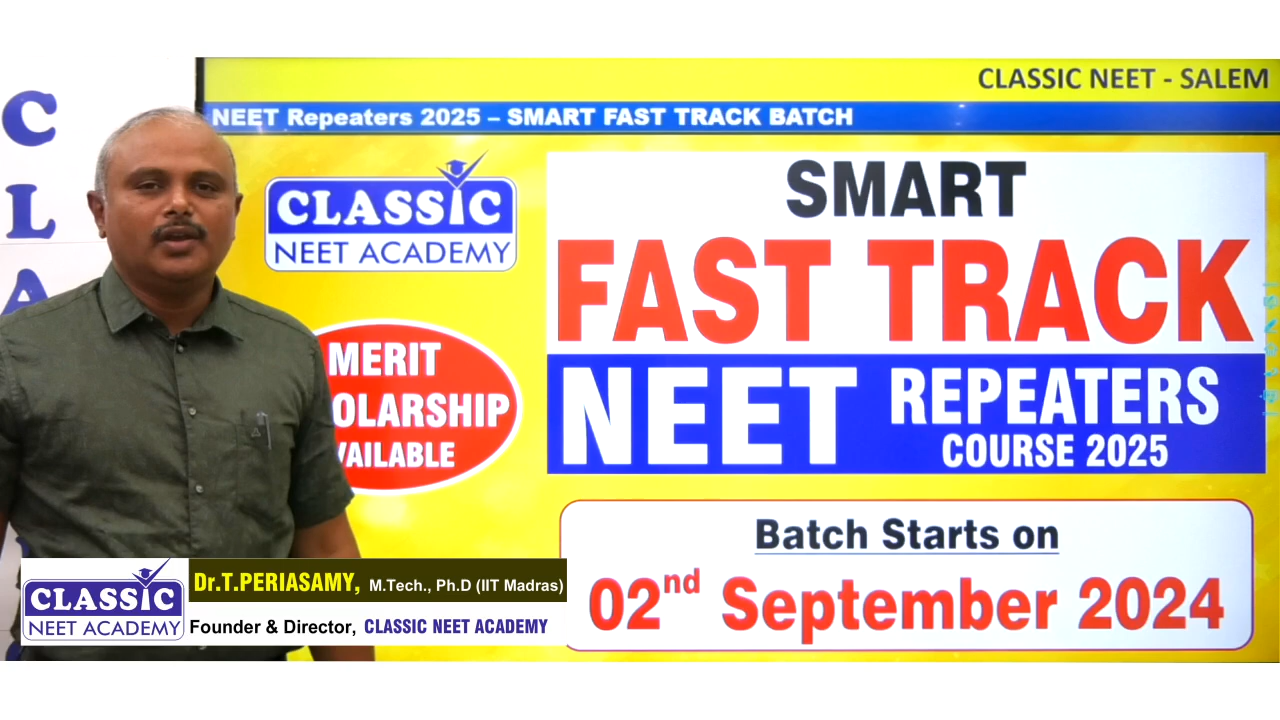 CLASSIC NEET - SALEM
NEET Repeaters 2025 – SMART FAST TRACK BATCH
C
L
A
CLASSIC
NEET ACADEMY
SMART
FAST TRACK
NEET REPEATERS
COURSE 2025
MERIT
OLARSHIP
VAILABLE
Batch Starts on
02nd September 2024
CLASSIC
NEET ACADEMY
Dr.T.PERIASAMY, M.Tech., Ph.D (IIT Madras)
Founder & Director, CLASSIC NEET ACADEMY